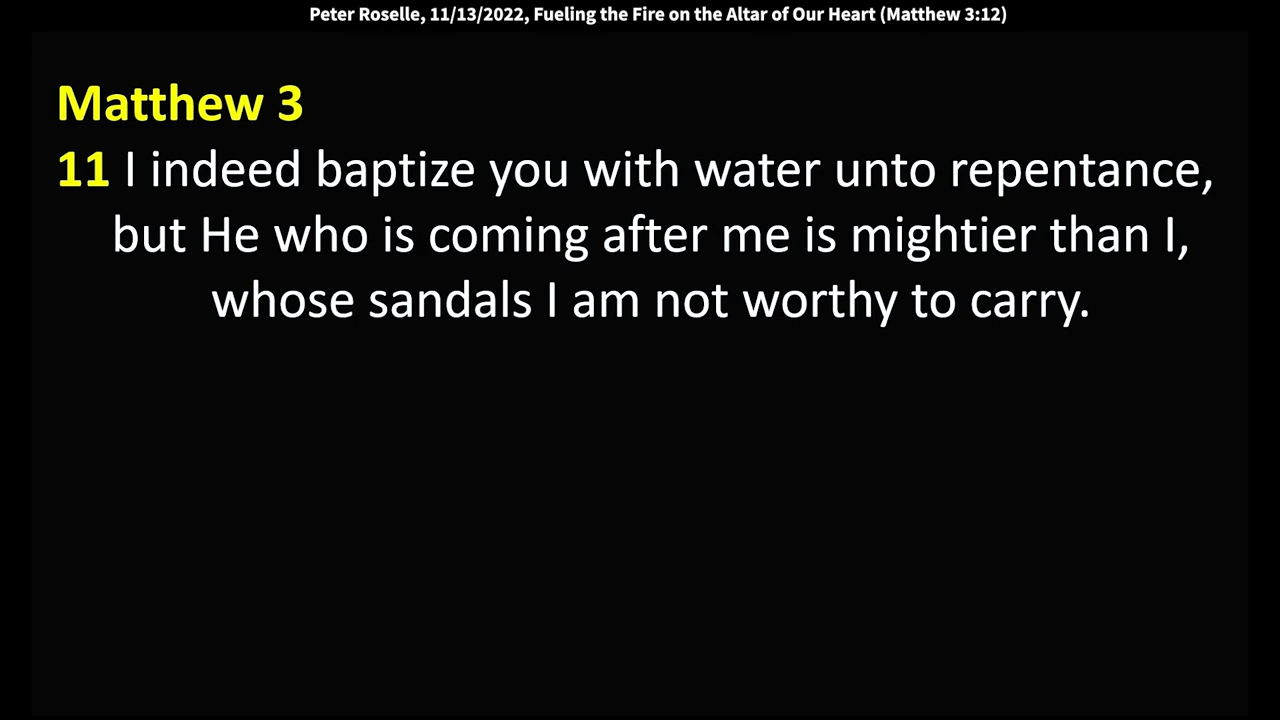 Peter Roselle, 11/13/2022, Fueling the Fire on the Altar of Our Heart (Matthew 3:12)
Matthew 3
11 I indeed baptize you with water unto repentance,
but He who is coming after me is mightier than I,
whose sandals I am not worthy to carry.